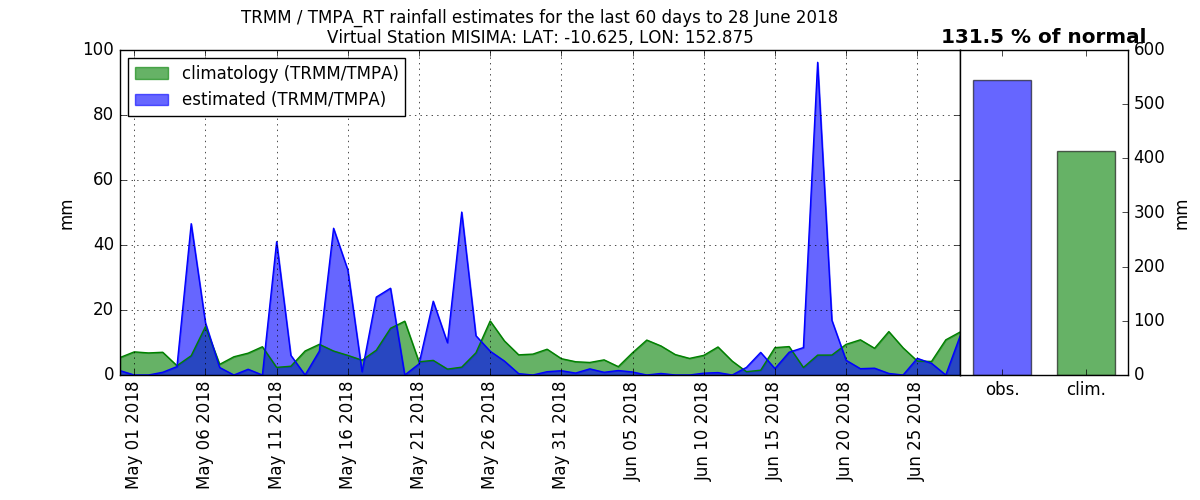 TRMM / TMPA_RT rainfall estimates for the last 60 days to 28 June 2018
Virtual Station MISIMA: LAT: -10.625, LON: 152.875
131.5 % of normal
climatology (TRMM/TMPA)
estimated (TRMM/TMPA)
mm
100
80
60
40
20
0
May 01 2018
May 06 2018
May 11 2018
May 16 2018
May 21 2018
May 26 2018
May 31 2018
Jun 05 2018
Jun 10 2018
Jun 15 2018
Jun 20 2018
Jun 25 2018
obs.
clim.
600
500
400
300
200
100
0
mm